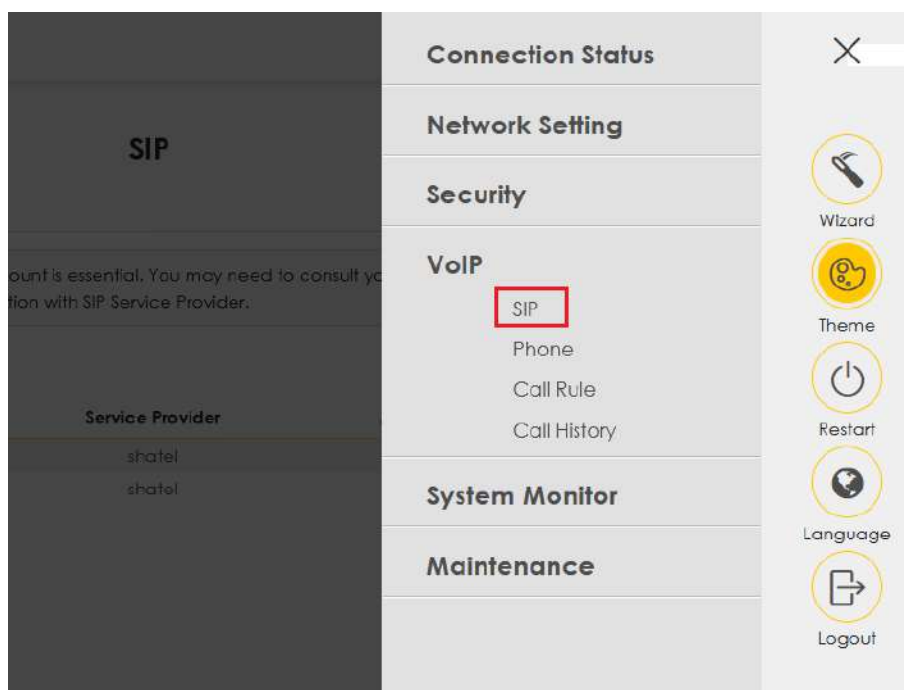 SIP
ount is essential. You may need to consult yo
tion with SIP Service Provider.
Service Provider
shatel
shatel
Connection Status
Network Setting
Security
VoIP
SIP
Phone
Call Rule
Call History
System Monitor
Maintenance
Wizard
Theme
Restart
Language
Logout